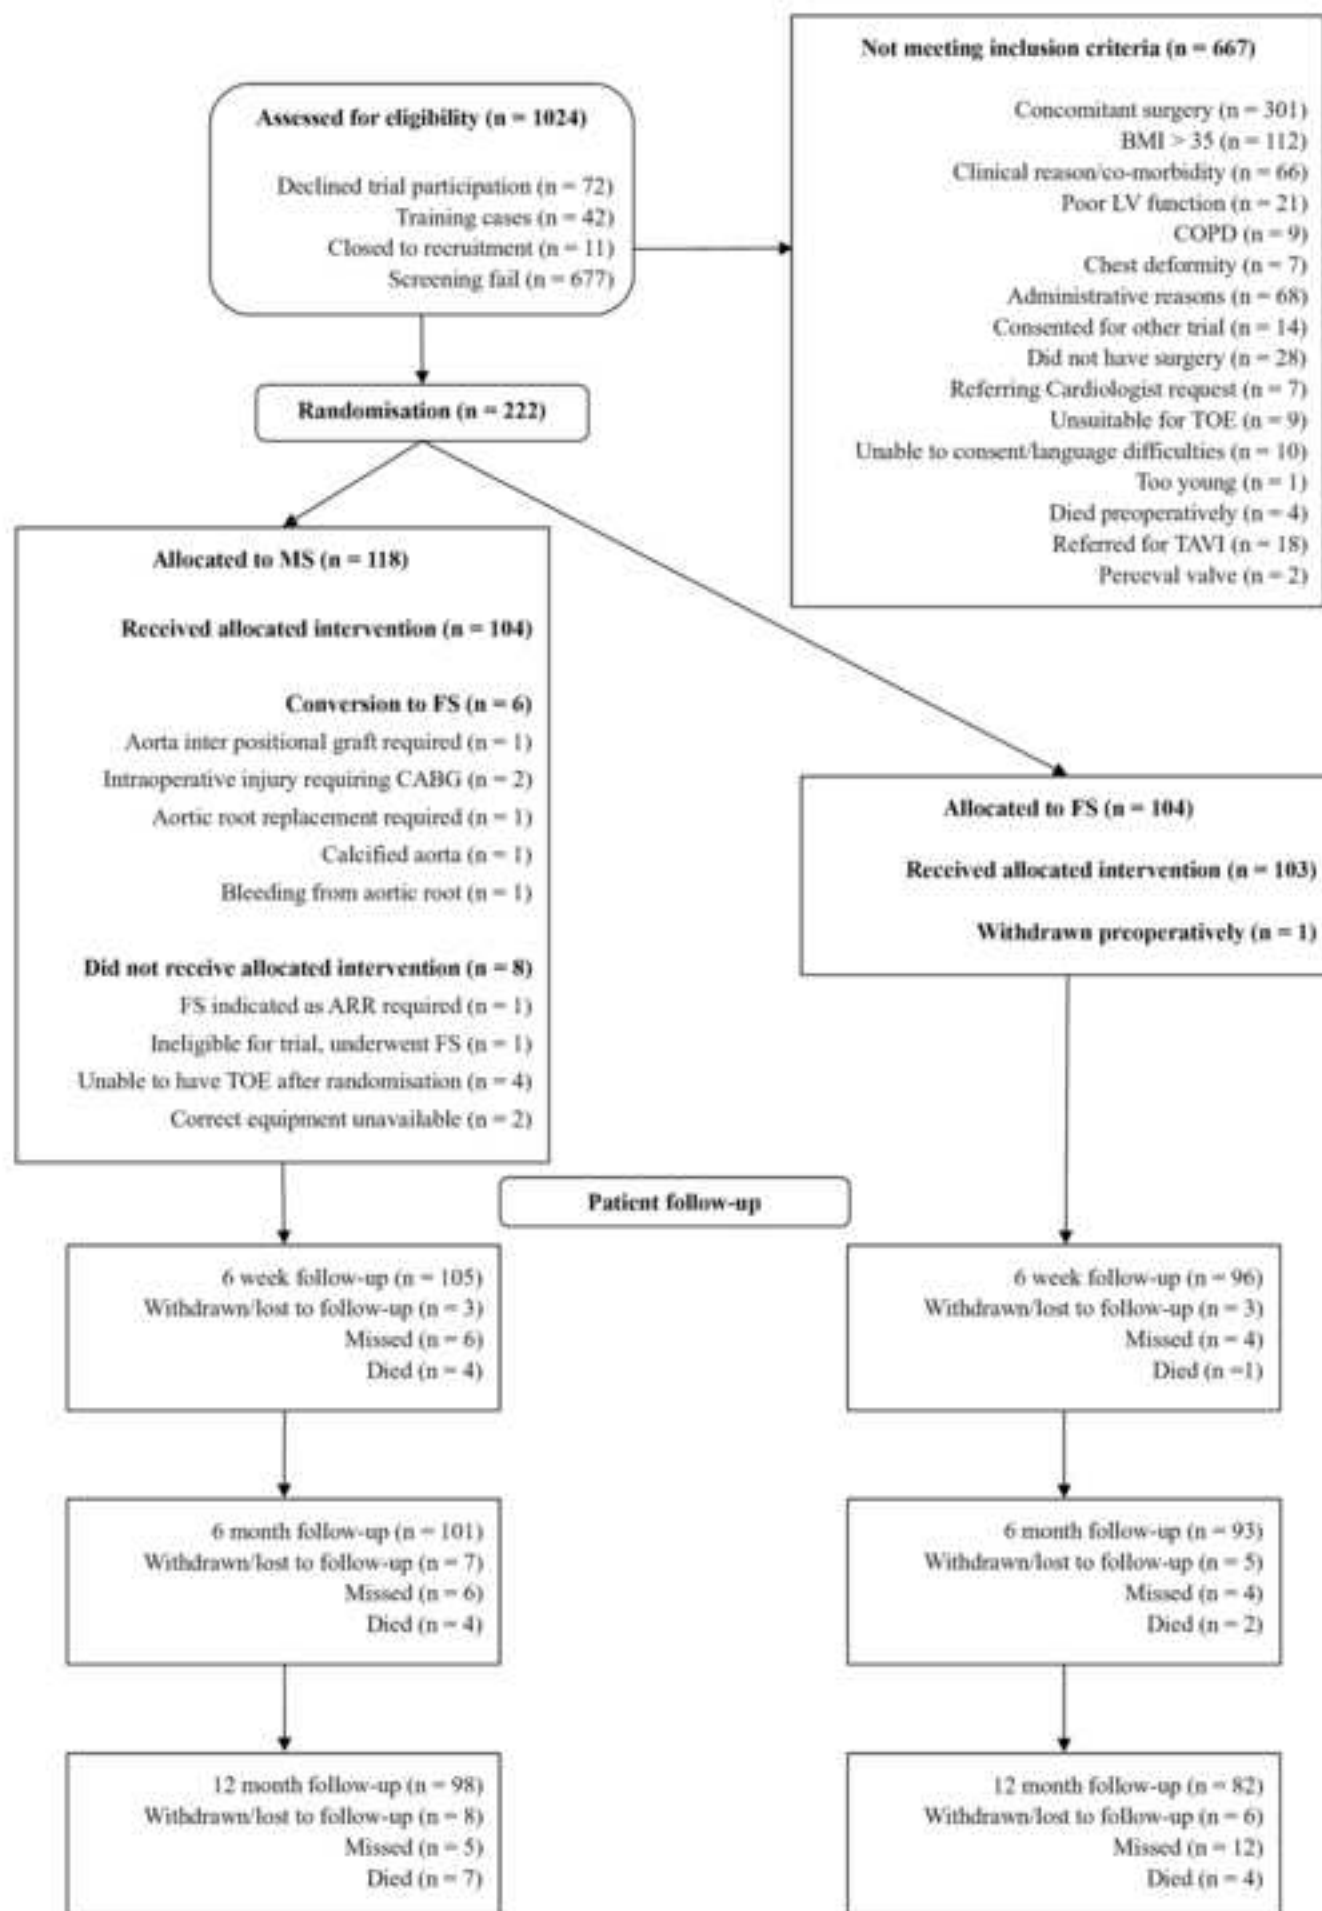 Not meeting inclusion criteria (n = 667)
Concomitant surgery (n = 301)
BMI > 35 (n = 112)
Clinical reason/co-morbidity (n = 66)
Poor LV function (n = 21)
COPD (n = 9)
Chest deformity (n = 7)
Administrative reasons (n = 68)
Consented for other trial (n = 14)
Did not have surgery (n = 28)
Referring Cardiologist request (n = 7)
Unsuitable for TOE (n = 9)
Unable to consent/language difficulties (n = 10)
Too young (n = 1)
Died preoperatively (n = 4)
Referred for TAVI (n = 18)
Perceval valve (n = 2)
Assessed for eligibility (n = 1024)
Declined trial participation (n = 72)
Training cases (n = 42)
Closed to recruitment (n = 11)
Screening fail (n = 677)
Randomisation (n = 222)
Allocated to MS (n = 118)
Received allocated intervention (n = 104)
Conversion to FS (n = 6)
Aorta inter positional graft required (n = 1)
Intraoperative injury requiring CABG (n = 2)
Aortic root replacement required (n = 1)
Calcified aorta (n = 1)
Bleeding from aortic root (n = 1)
Did not receive allocated intervention (n = 8)
FS indicated as ARR required (n = 1)
Ineligible for trial, underwent FS (n = 1)
Unable to have TOE after randomisation (n = 4)
Correct equipment unavailable (n = 2)
Allocated to FS (n = 104)
Received allocated intervention (n = 103)
Withdrawn preoperatively (n = 1)
Patient follow-up
6 week follow-up (n = 105)
Withdrawn/lost to follow-up (n = 3)
Missed (n = 6)
Died (n = 4)
6 week follow-up (n = 96)
Withdrawn/lost to follow-up (n = 3)
Missed (n = 4)
Died (n =1)
6 month follow-up (n = 101)
Withdrawn/lost to follow-up (n = 7)
Missed (n = 6)
Died (n = 4)
6 month follow-up (n = 93)
Withdrawn/lost to follow-up (n = 5)
Missed (n = 4)
Died (n = 2)
12 month follow-up (n = 98)
Withdrawn/lost to follow-up (n = 8)
Missed (n = 5)
Died (n = 7)
12 month follow-up (n = 82)
Withdrawn/lost to follow-up (n = 6)
Missed (n = 12)
Died (n = 4)